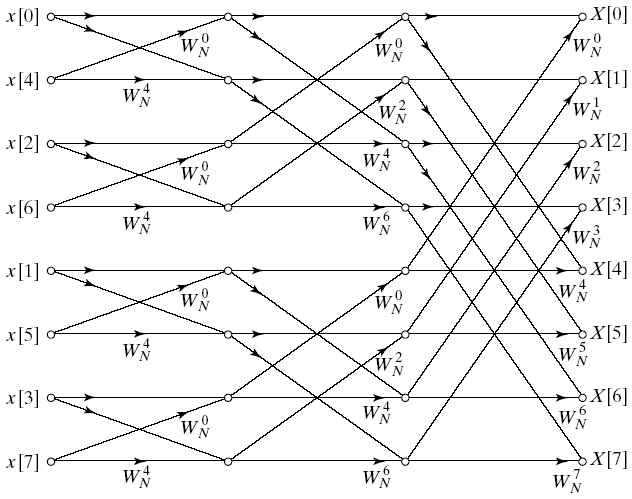 x[0] W_N^0 W_N^0 W_N^0 X[0]
x[4] W_N^4 W_N^2 W_N^1 X[1]
x[2] W_N^0 W_N^4 W_N^2 X[2]
x[6] W_N^4 W_N^6 W_N^3 X[3]
x[1] W_N^0 W_N^0 W_N^4 X[4]
x[5] W_N^4 W_N^2 W_N^5 X[5]
x[3] W_N^0 W_N^4 W_N^6 X[6]
x[7] W_N^4 W_N^6 W_N^7 X[7]